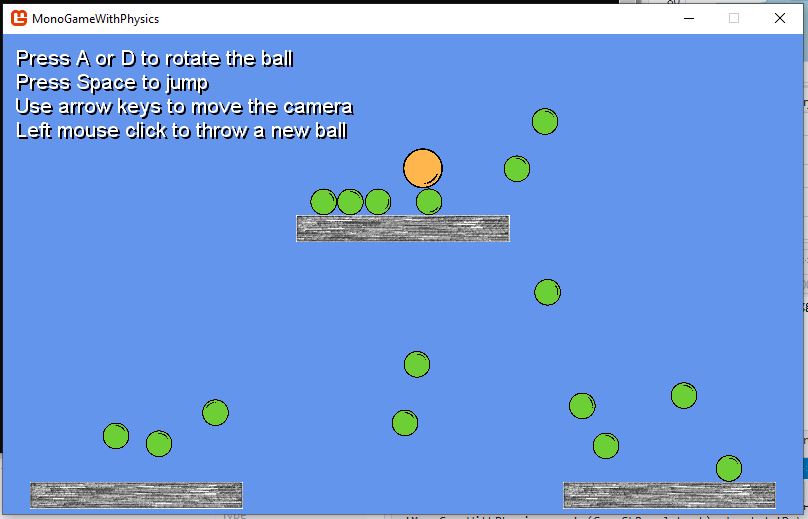 MonoGameWithPhysics
Press A or D to rotate the ball
Press Space to jump
Use arrow keys to move the camera
Left mouse click to throw a new ball